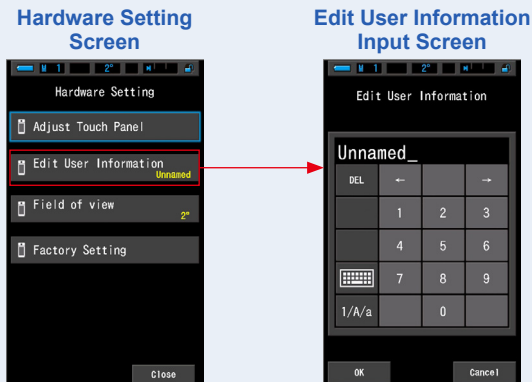 Hardware Setting
Screen
M 1 2°
Hardware Setting
Adjust Touch Panel
Edit User Information
Unnamed
Field of view
2°
Factory Setting
Close
Edit User Information
Input Screen
M 1 2°
Edit User Information
Unnamed_
DEL ← →
1 2 3
4 5 6
7 8 9
1/A/a 0
OK Cancel